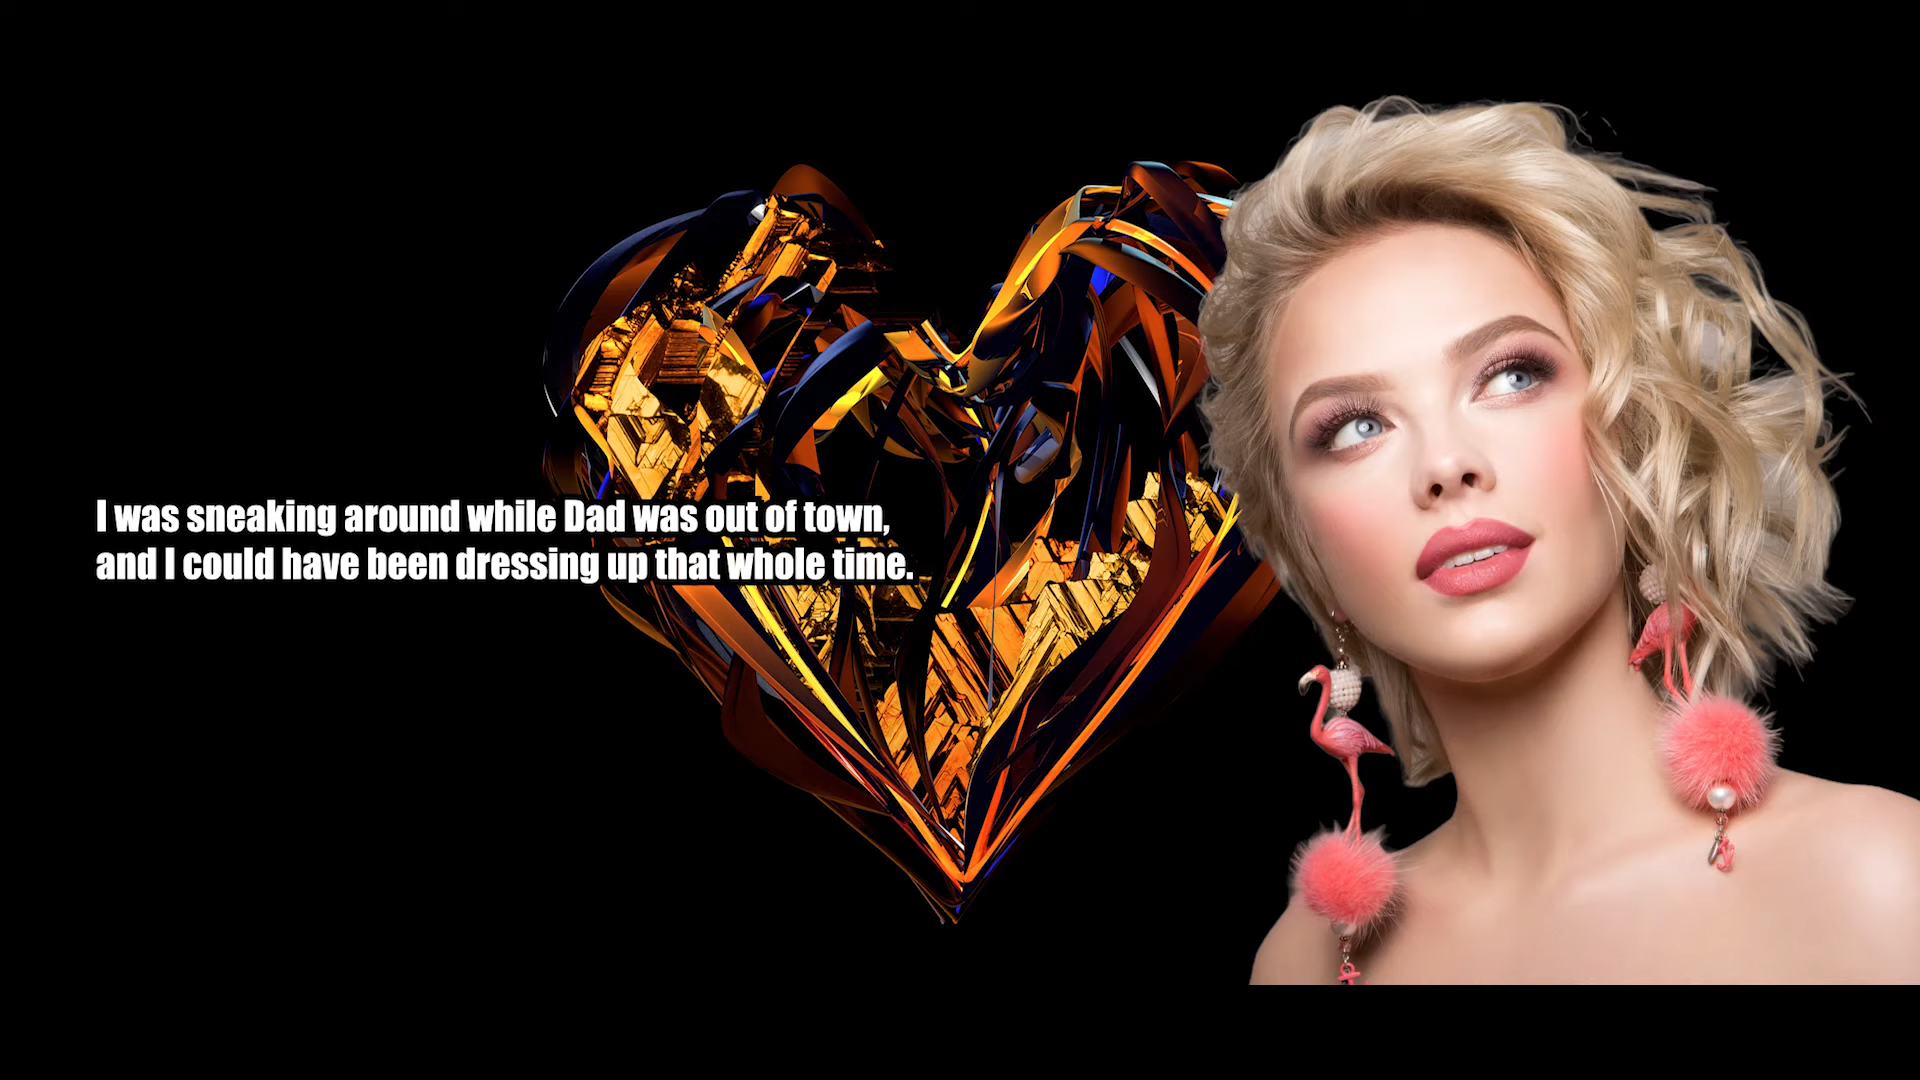 I was sneaking around while Dad was out of town,
and I could have been dressing up that whole time.